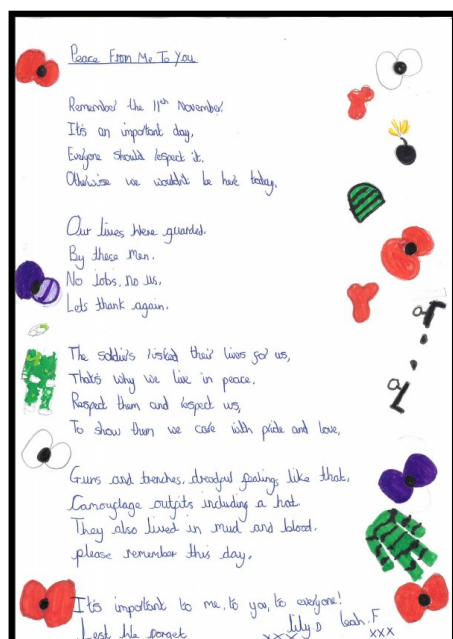 Peace From Me To You
Remember the 11th November.
It's an important day,
Everyone should respect it,
Otherwise we wouldn't be here today.
Our lives were guarded.
By these men.
No jobs, no us,
Lets thank again.
The soldiers risked their lives for us,
That's why we live in peace.
Respect them and respect us,
To show them we care with pride and love,
Guns and trenches, dreadful feelings like that,
Camouflage outfits including a hat.
They also lived in mud and blood.
please remember this day,
It's important to me, to you, to everyone!
Lest We forget
Lily D Leah.F
xxx xxx